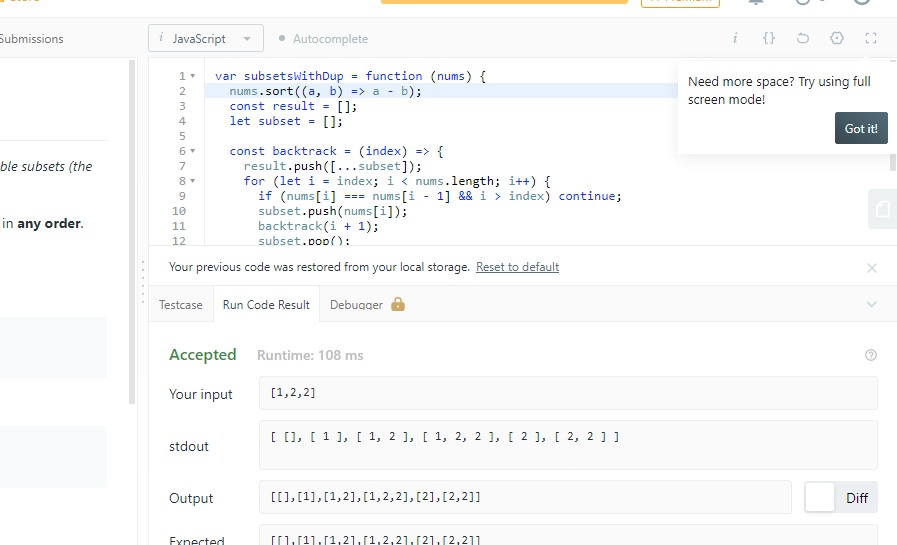 Submissions
i JavaScript
Autocomplete
i {}
Need more space? Try using full
screen mode!
Got it!
ble subsets (the
in any order.
1 var subsetsWithDup = function (nums) {
2 nums.sort((a, b) => a - b);
3 const result = [];
4 let subset = [];
5
6 const backtrack = (index) => {
7 result.push([...subset]);
8 for (let i = index; i < nums.length; i++) {
9 if (nums[i] === nums[i - 1] && i > index) continue;
10 subset.push(nums[i]);
11 backtrack(i + 1);
12 subset.pop();
Your previous code was restored from your local storage. Reset to default
Testcase Run Code Result Debugger
Accepted Runtime: 108 ms
Your input [1,2,2]
stdout [ [], [ 1 ], [ 1, 2 ], [ 1, 2, 2 ], [ 2 ], [ 2, 2 ] ]
Output [[],[1],[1,2],[1,2,2],[2],[2,2]] Diff
Expected [[],[1],[1,2],[1,2,2],[2],[2,2]]